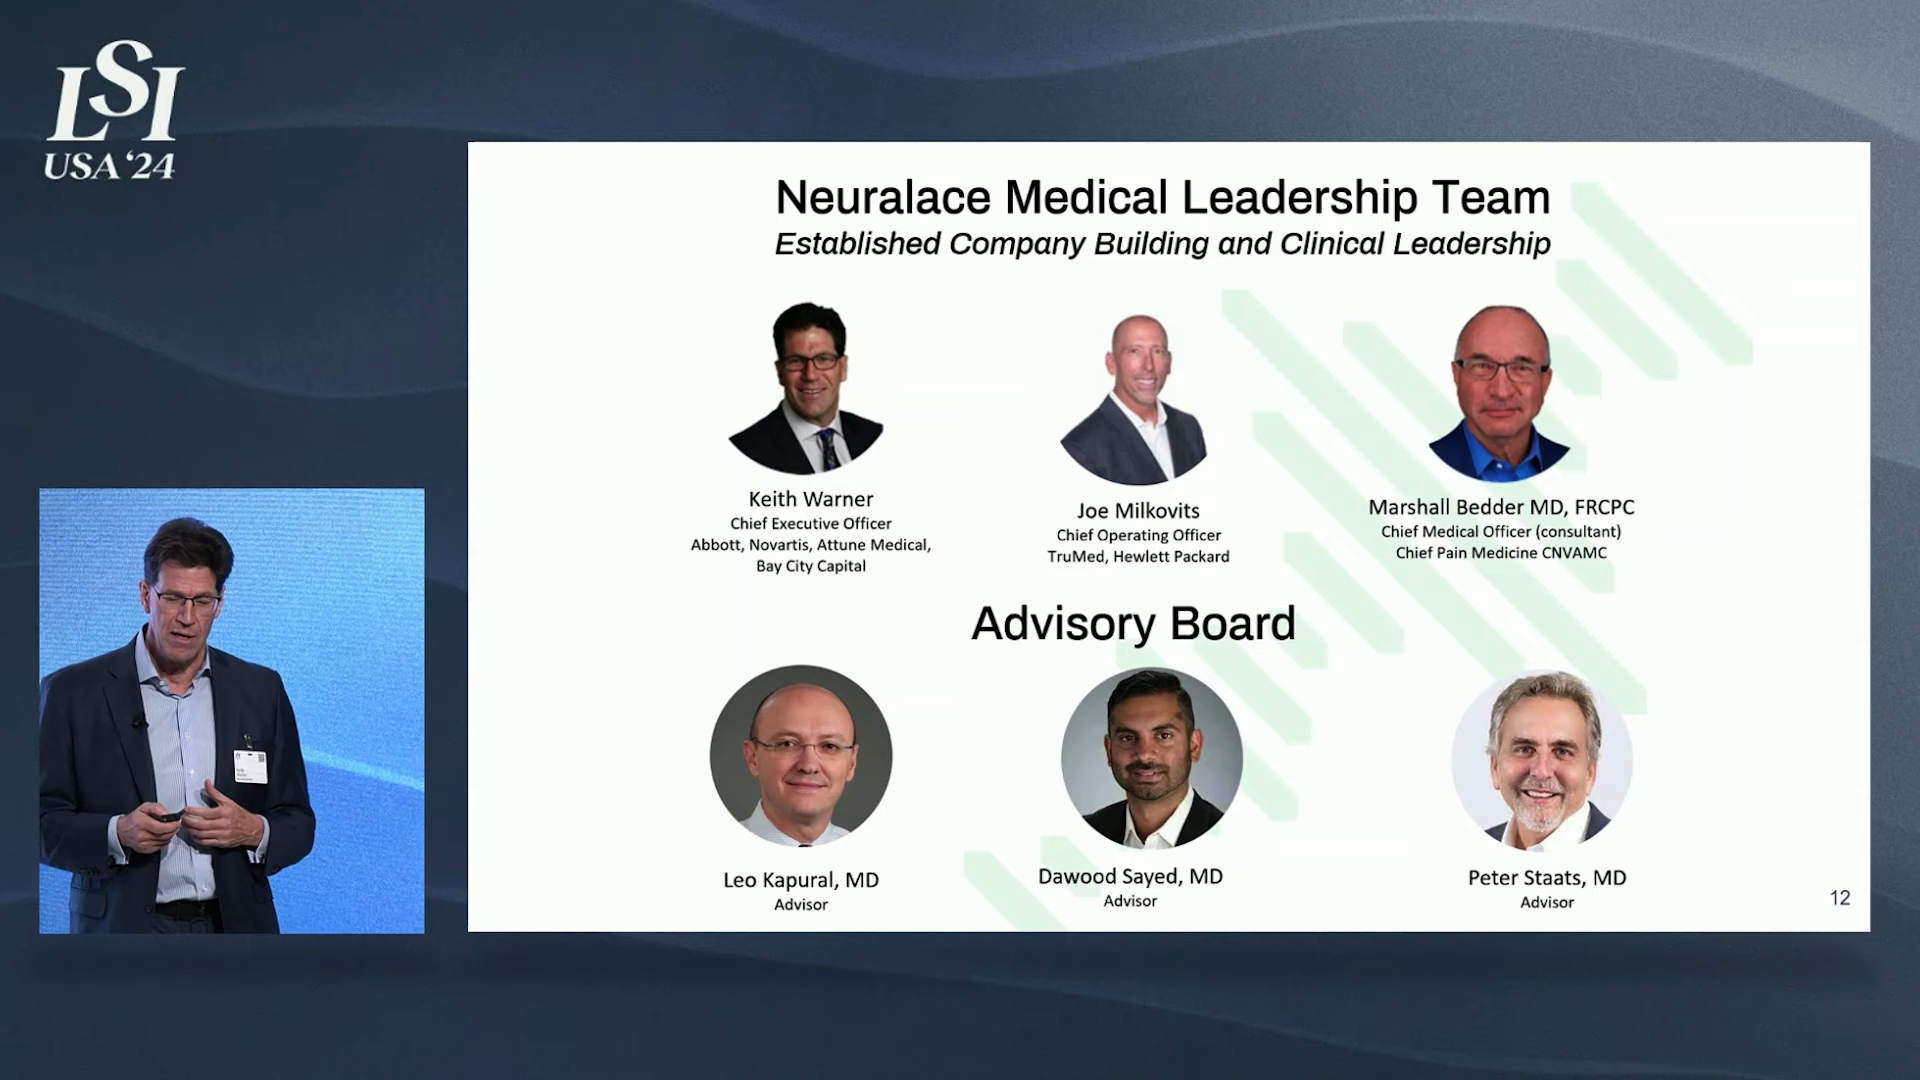 LSI
USA '24
Neuralace Medical Leadership Team
Established Company Building and Clinical Leadership
Keith Warner
Chief Executive Officer
Abbott, Novartis, Attune Medical,
Bay City Capital
Joe Milkovits
Chief Operating Officer
TruMed, Hewlett Packard
Marshall Bedder MD, FRCPC
Chief Medical Officer (consultant)
Chief Pain Medicine CNVAMC
Advisory Board
Leo Kapural, MD
Advisor
Dawood Sayed, MD
Advisor
Peter Staats, MD
Advisor
12